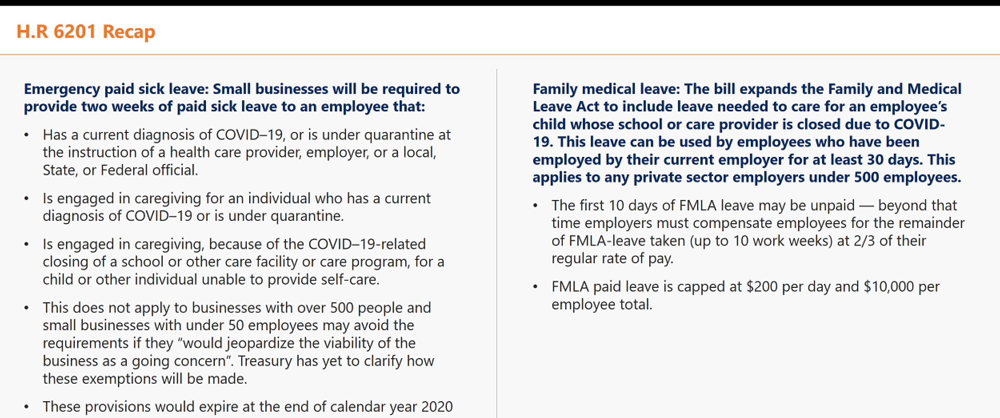 H.R 6201 Recap
Emergency paid sick leave: Small businesses will be required to
provide two weeks of paid sick leave to an employee that:
• Has a current diagnosis of COVID–19, or is under quarantine at
the instruction of a health care provider, employer, or a local,
State, or Federal official.
• Is engaged in caregiving for an individual who has a current
diagnosis of COVID–19 or is under quarantine.
• Is engaged in caregiving, because of the COVID–19-related
closing of a school or other care facility or care program, for a
child or other individual unable to provide self-care.
• This does not apply to businesses with over 500 people and
small businesses with under 50 employees may avoid the
requirements if they “would jeopardize the viability of the
business as a going concern”. Treasury has yet to clarify how
these exemptions will be made.
• These provisions would expire at the end of calendar year 2020
Family medical leave: The bill expands the Family and Medical
Leave Act to include leave needed to care for an employee’s
child whose school or care provider is closed due to COVID-
19. This leave can be used by employees who have been
employed by their current employer for at least 30 days. This
applies to any private sector employers under 500 employees.
• The first 10 days of FMLA leave may be unpaid — beyond that
time employers must compensate employees for the remainder
of FMLA-leave taken (up to 10 work weeks) at 2/3 of their
regular rate of pay.
• FMLA paid leave is capped at $200 per day and $10,000 per
employee total.